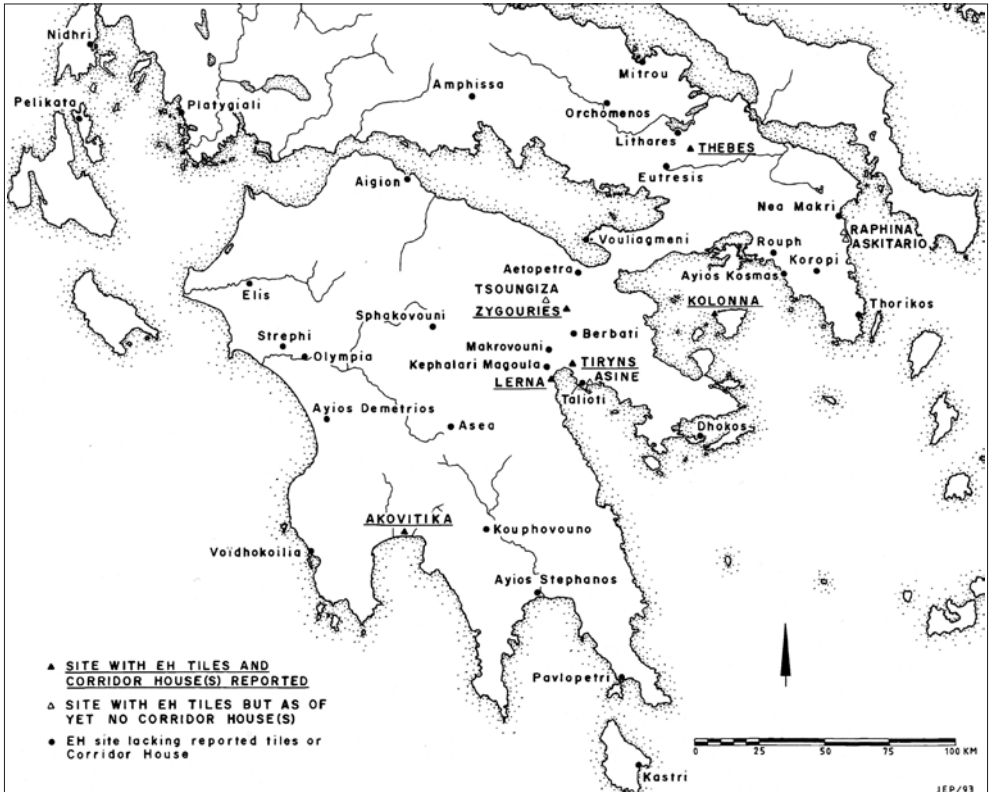 Nidhri
Mitrou
Pelikata
Platygiali
Amphissa
Orchomenos
Lithares
THEBES
Eutresis
Aigion
Nea Makri
Vouliagmeni
Rouph
RAPHINA
ASKITARIO
Koropi
Aetopetra
Ayios Kosmas
TSOUNGIZA
Elis
ZYGOURIES
KOLONNA
Thorikos
Sphakovouni
Berbati
Strephi
Makrovouni
Olympia
Kephalari Magoula
TIRYNS
LERNA
ASINE
Talioti
Ayios Demetrios
Asea
Dhokos
AKOVITIKA
Kouphovouno
Voïdhokoilia
Ayios Stephanos
Pavlopetri
Kastri
SITE WITH EH TILES AND
CORRIDOR HOUSE(S) REPORTED
SITE WITH EH TILES BUT AS OF
YET NO CORRIDOR HOUSE(S)
EH site lacking reported tiles or
Corridor House
0 25 50 75 100 KM
JEP/93